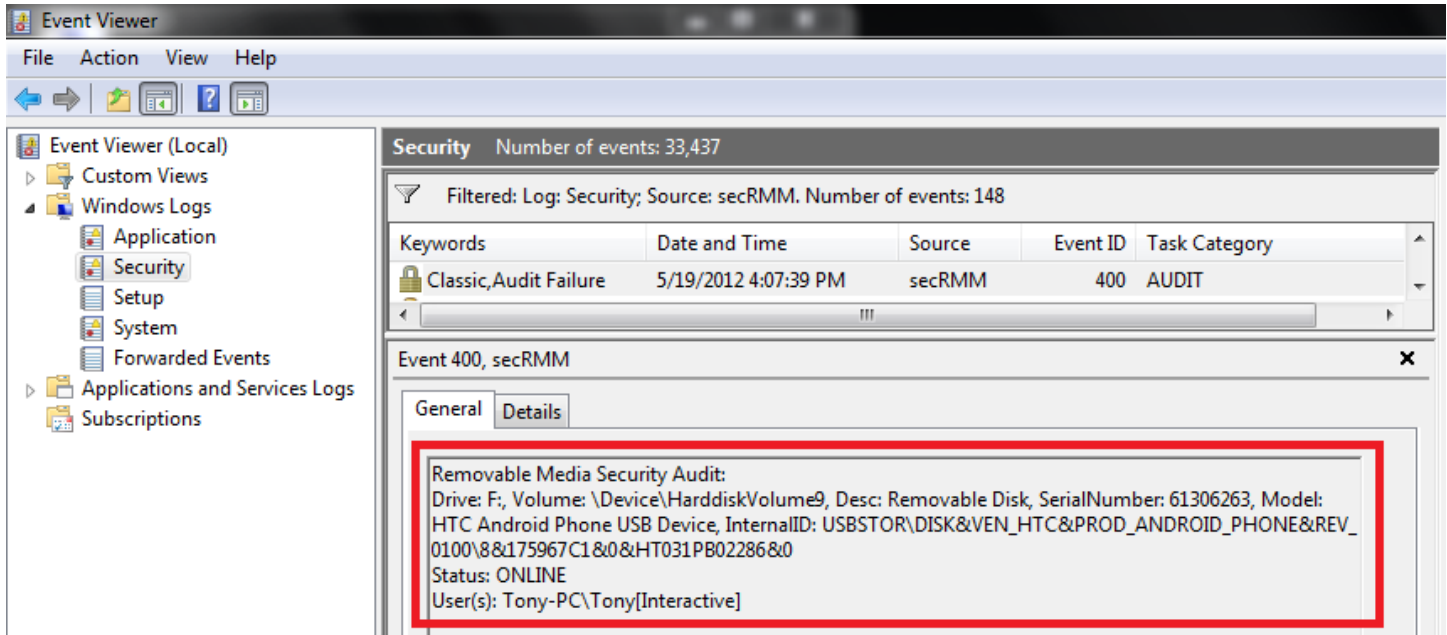 Event Viewer
File Action View Help
Event Viewer (Local)
Custom Views
Windows Logs
Application
Security
Setup
System
Forwarded Events
Applications and Services Logs
Subscriptions
Security Number of events: 33,437
Filtered: Log: Security; Source: secRMM. Number of events: 148
Keywords Date and Time Source Event ID Task Category
Classic,Audit Failure 5/19/2012 4:07:39 PM secRMM 400 AUDIT
Event 400, secRMM
General Details
Removable Media Security Audit:
Drive: F:, Volume: \Device\HarddiskVolume9, Desc: Removable Disk, SerialNumber: 61306263, Model:
HTC Android Phone USB Device, InternalID: USBSTOR\DISK&VEN_HTC&PROD_ANDROID_PHONE&REV_
0100\8&175967C1&0&HT031PB02286&0
Status: ONLINE
User(s): Tony-PC\Tony[Interactive]